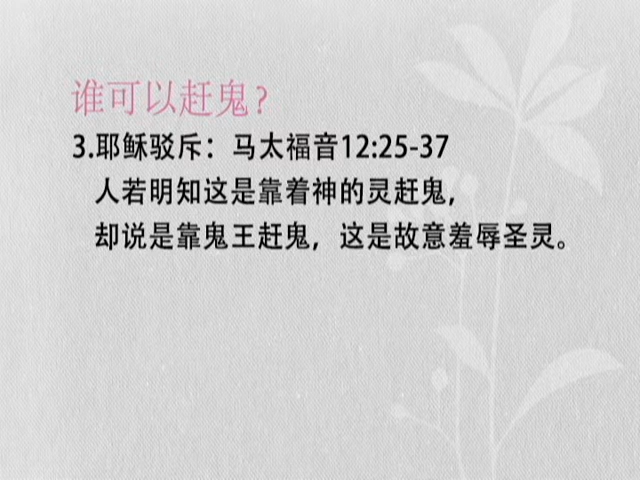 谁可以赶鬼？
3.耶稣驳斥：马太福音12:25-37
人若明知这是靠着神的灵赶鬼，
却说是靠鬼王赶鬼，这是故意羞辱圣灵。